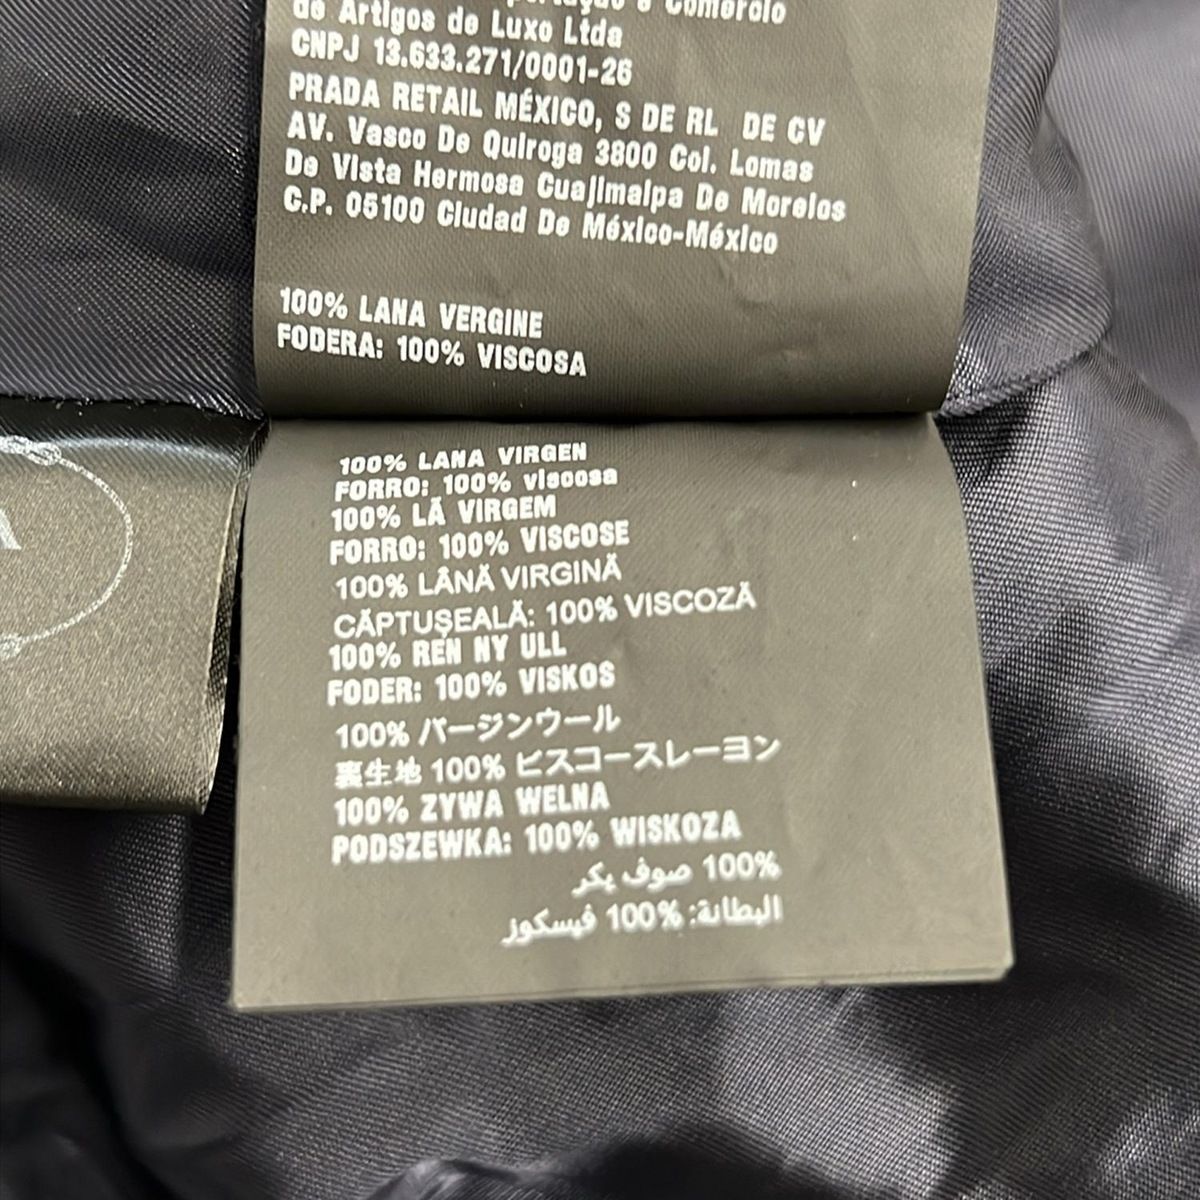 e Comércio
de Artigos de Luxo Ltda
CNPJ 13.633.271/0001-26
PRADA RETAIL MÉXICO, S DE RL DE CV
AV. Vasco De Quiroga 3800 Col. Lomas
De Vista Hermosa Cuajimalpa De Morelos
C.P. 05100 Ciudad De México-México
100% LANA VERGINE
FODERA: 100% VISCOSA
100% LANA VIRGEN
FORRO: 100% viscosa
100% LÃ VIRGEM
FORRO: 100% VISCOSE
100% LÂNĂ VIRGINĂ
CĂPTUȘEALĂ: 100% VISCOZĂ
100% REN NY ULL
FODER: 100% VISKOS
100% バージンウール
裏生地 100% ビスコースレーヨン
100% ZYWA WELNA
PODSZEWKA: 100% WISKOZA
100% صوف بكر
البطانة: 100% فيسكوز
A